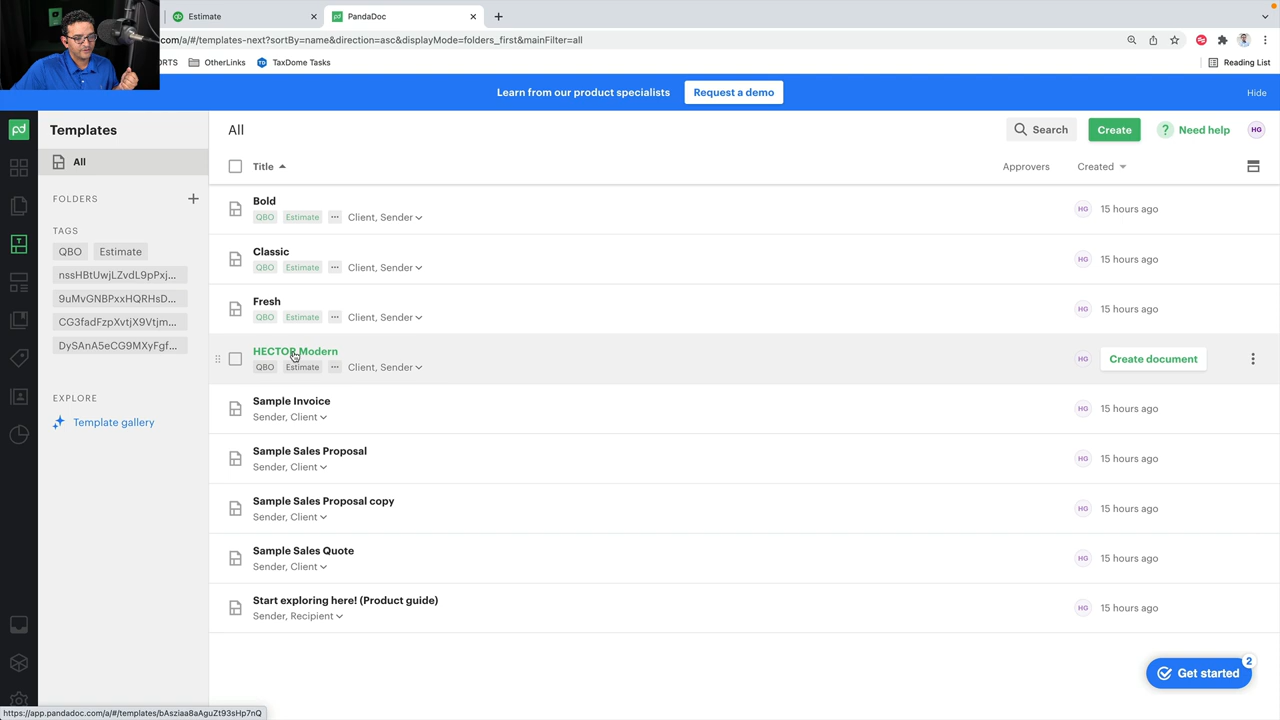 Estimate
PandaDoc
com/a/#/templates-next?sortBy=name&direction=asc&displayMode=folders_first&mainFilter=all
ORTS
OtherLinks
TaxDome Tasks
Reading List
Learn from our product specialists
Request a demo
Hide
pd
Templates
All
Search
Create
? Need help
HG
All
Title
Approvers
Created
FOLDERS
TAGS
QBO
Estimate
nssHBtUwjLZvdL9pPxj...
9uMvGNBPxxHQRHsD...
CG3fadFzpXvtjX9Vtjm...
DySAnA5eCG9MXyFgf...
EXPLORE
Template gallery
Bold
QBO Estimate ... Client, Sender
HG 15 hours ago
Classic
QBO Estimate ... Client, Sender
HG 15 hours ago
Fresh
QBO Estimate ... Client, Sender
HG 15 hours ago
HECTOR Modern
QBO Estimate ... Client, Sender
HG Create document
Sample Invoice
Sender, Client
HG 15 hours ago
Sample Sales Proposal
Sender, Client
HG 15 hours ago
Sample Sales Proposal copy
Sender, Client
HG 15 hours ago
Sample Sales Quote
Sender, Client
HG 15 hours ago
Start exploring here! (Product guide)
Sender, Recipient
HG 15 hours ago
Get started
2
https://app.pandadoc.com/a/#/templates/bAsziaa8aAguZt93sHp7nQ